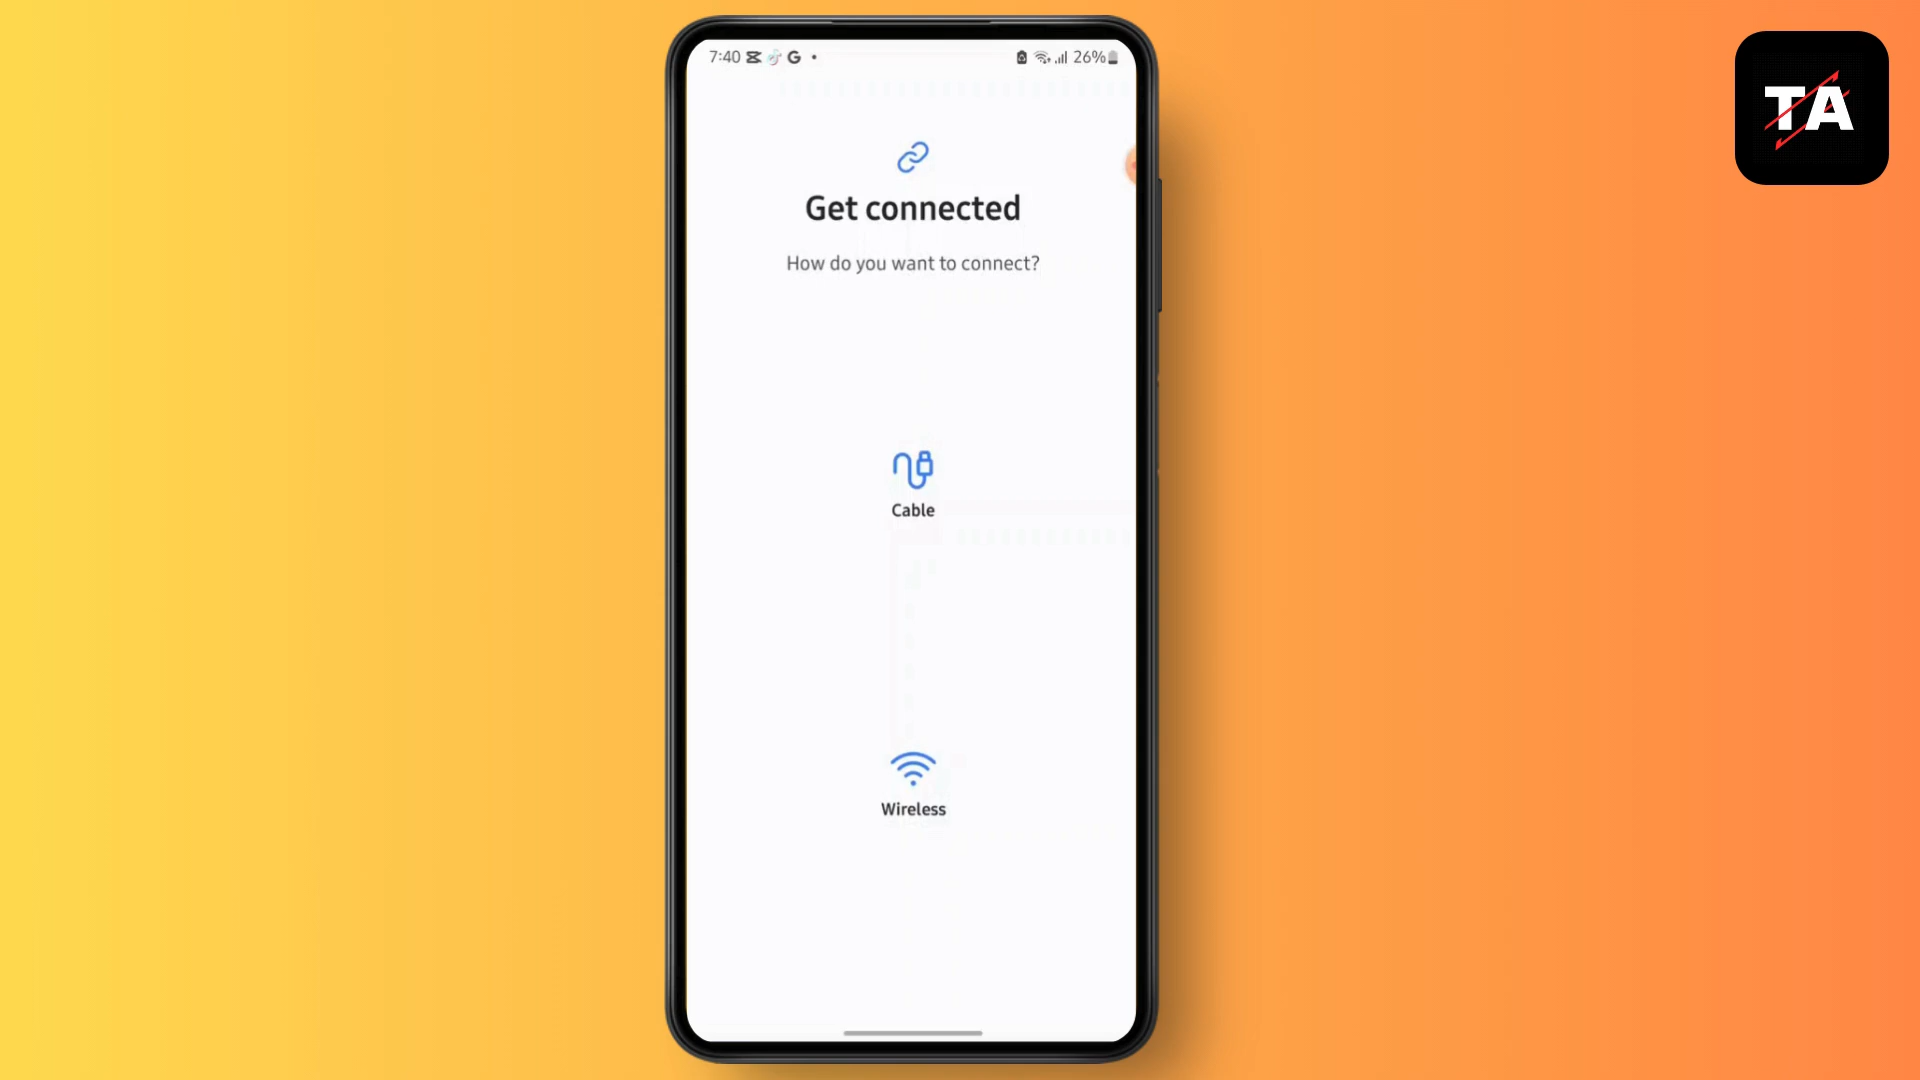 7:40 G 26%
TA
Get connected
How do you want to connect?
Cable
Wireless